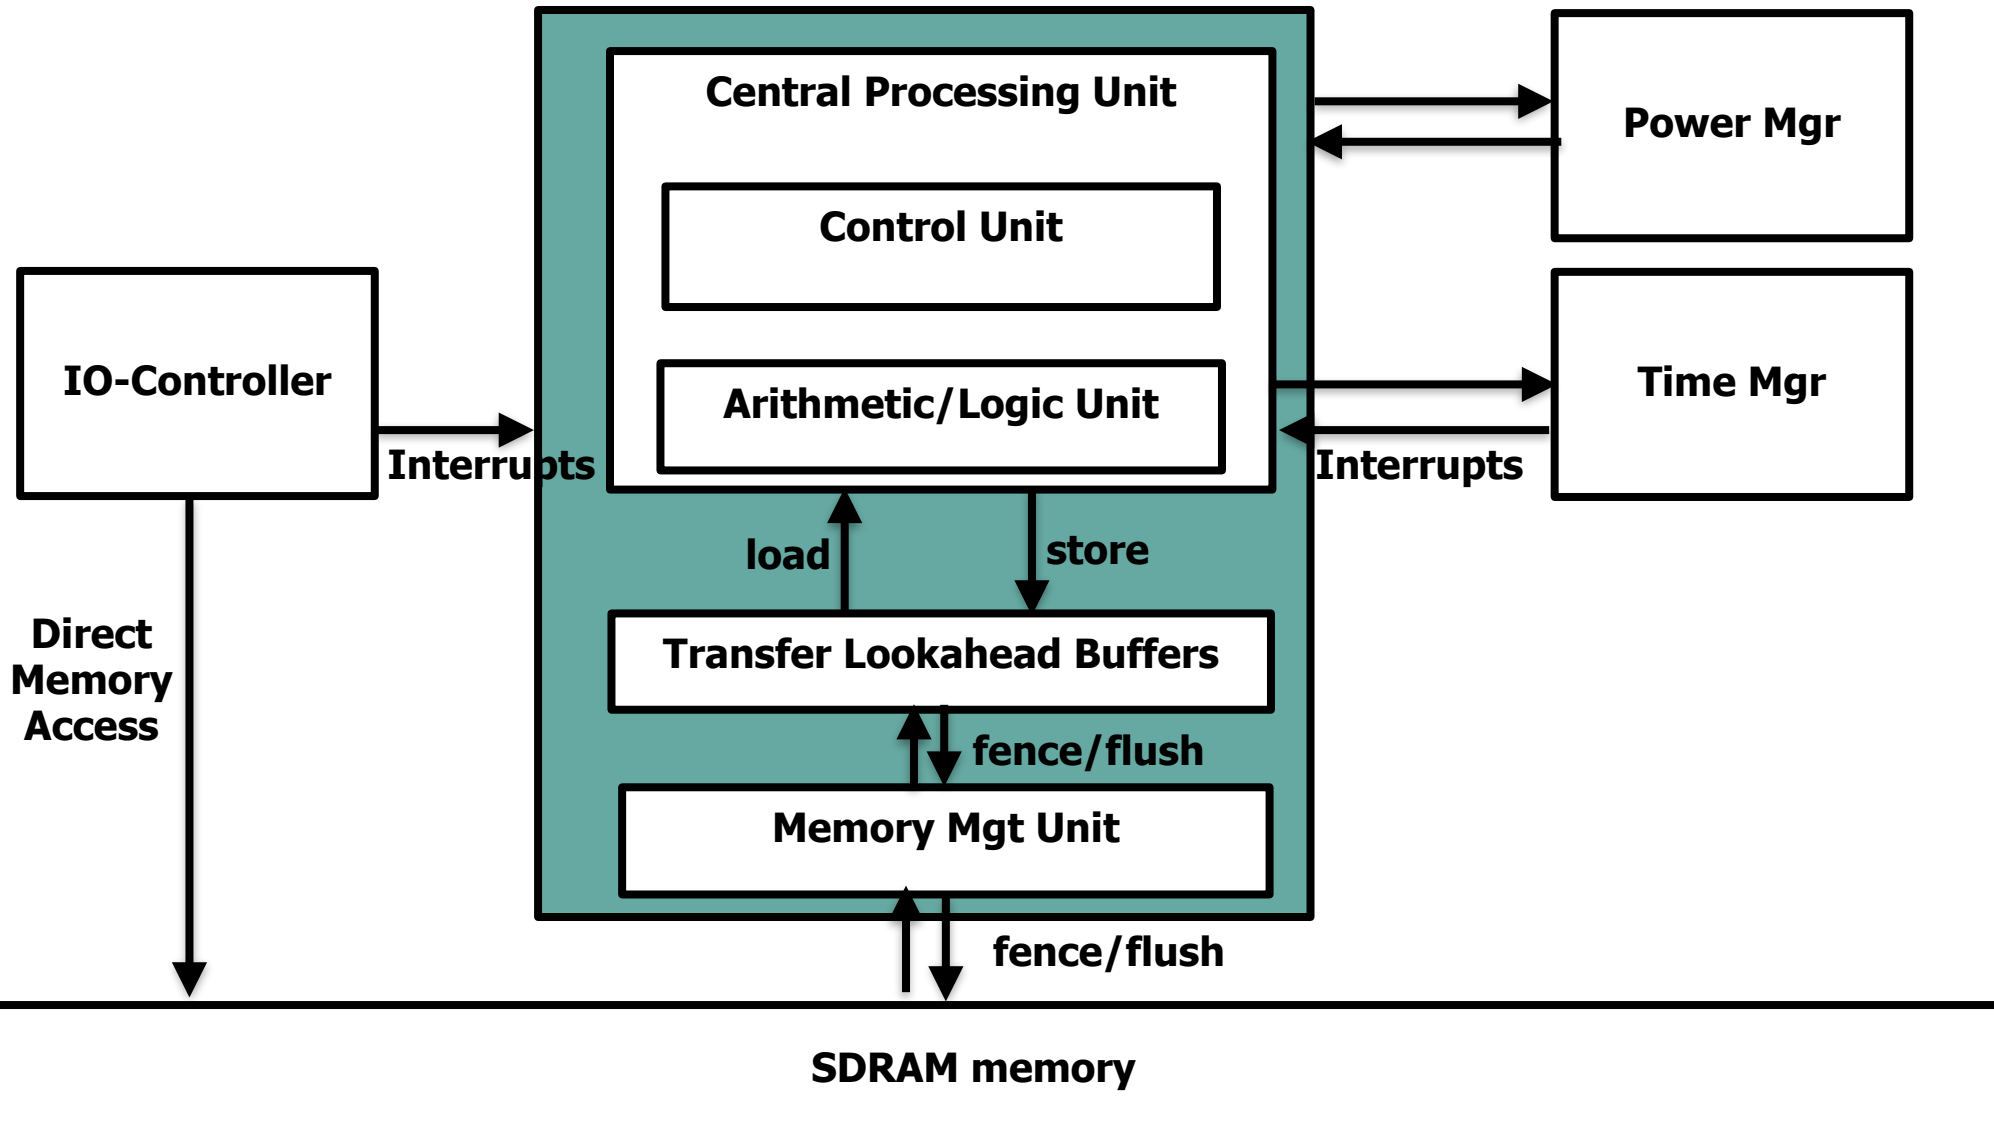 Central Processing Unit
Power Mgr
Control Unit
IO-Controller
Arithmetic/Logic Unit
Time Mgr
Interrupts
Interrupts
load
store
Direct
Memory
Access
Transfer Lookahead Buffers
fence/flush
Memory Mgt Unit
fence/flush
SDRAM memory